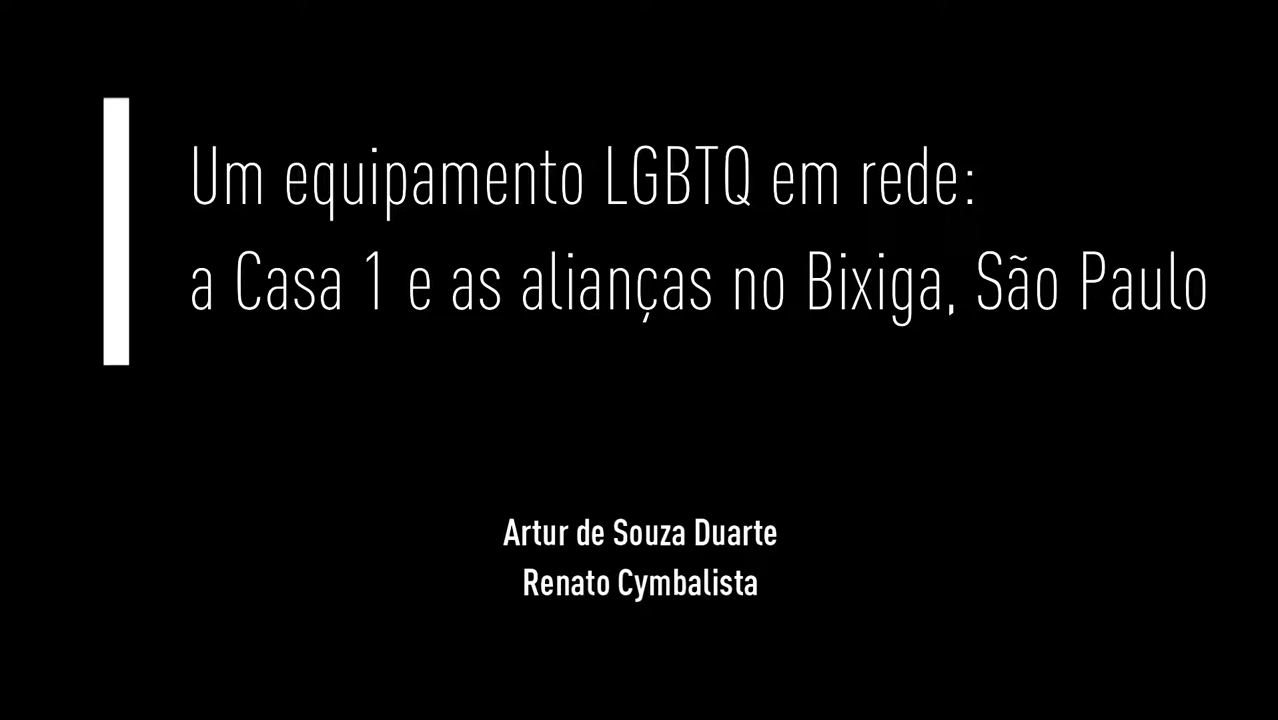 Um equipamento LGBTQ em rede:
a Casa 1 e as alianças no Bixiga, São Paulo
Artur de Souza Duarte
Renato Cymbalista